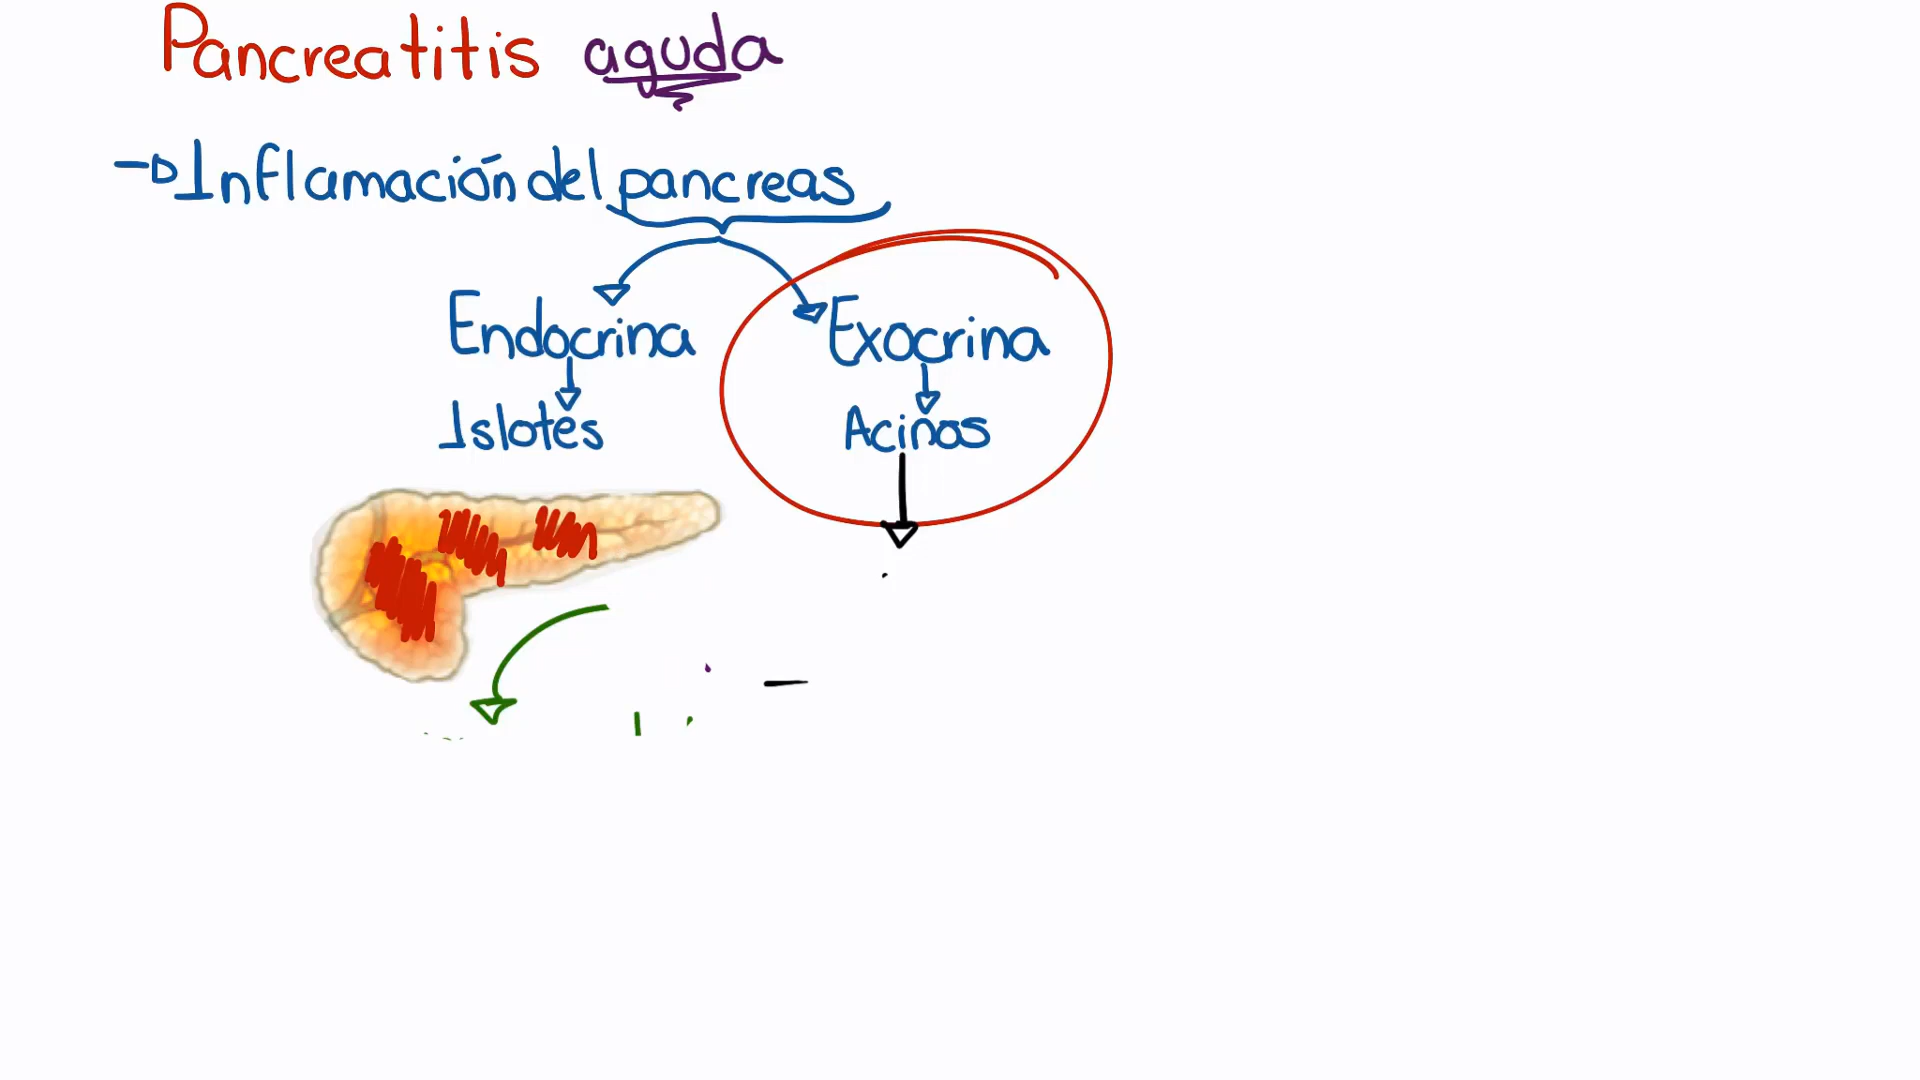 Pancreatitis aguda
Inflamación del pancreas
Endocrina Exocrina
Islotes Acinos